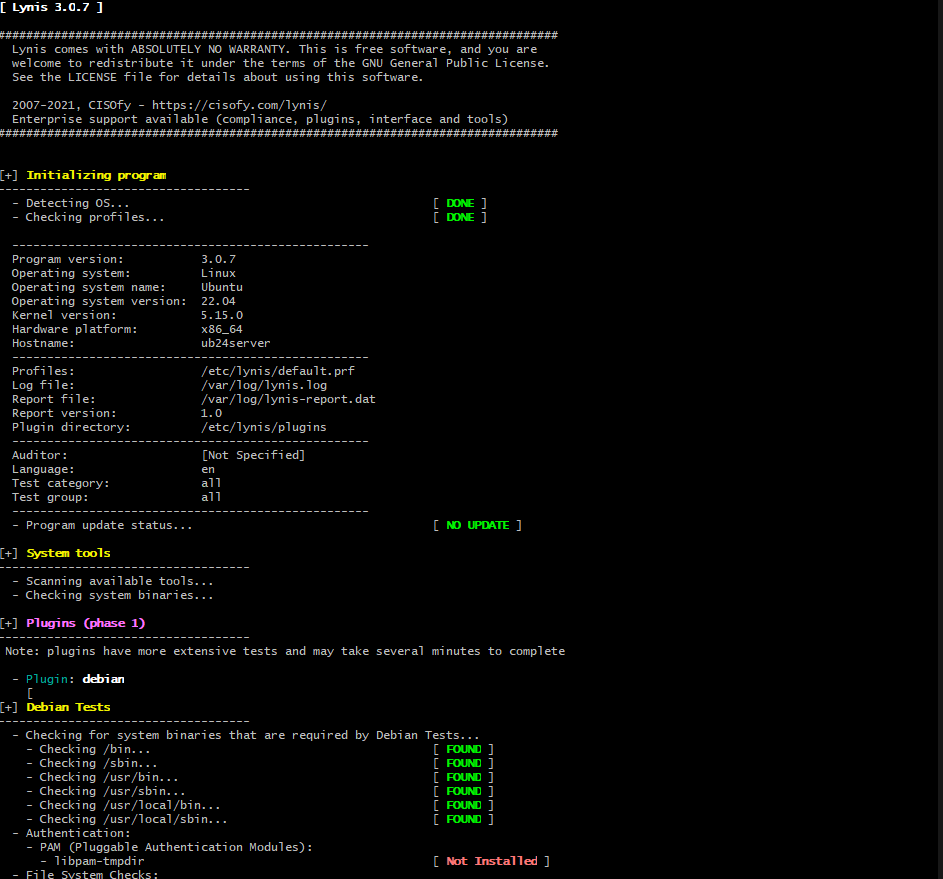 [ Lynis 3.0.7 ]
################################################################################
Lynis comes with ABSOLUTELY NO WARRANTY. This is free software, and you are
welcome to redistribute it under the terms of the GNU General Public License.
See the LICENSE file for details about using this software.
2007-2021, CISOfy - https://cisofy.com/lynis/
Enterprise support available (compliance, plugins, interface and tools)
################################################################################
[+] Initializing program
------------------------------------
- Detecting OS... [ DONE ]
- Checking profiles... [ DONE ]
---------------------------------------------------
Program version: 3.0.7
Operating system: Linux
Operating system name: Ubuntu
Operating system version: 22.04
Kernel version: 5.15.0
Hardware platform: x86_64
Hostname: ub24server
---------------------------------------------------
Profiles: /etc/lynis/default.prf
Log file: /var/log/lynis.log
Report file: /var/log/lynis-report.dat
Report version: 1.0
Plugin directory: /etc/lynis/plugins
---------------------------------------------------
Auditor: [Not Specified]
Language: en
Test category: all
Test group: all
---------------------------------------------------
- Program update status... [ NO UPDATE ]
[+] System tools
------------------------------------
- Scanning available tools...
- Checking system binaries...
[+] Plugins (phase 1)
------------------------------------
Note: plugins have more extensive tests and may take several minutes to complete
- Plugin: debian
[
[+] Debian Tests
------------------------------------
- Checking for system binaries that are required by Debian Tests...
- Checking /bin... [ FOUND ]
- Checking /sbin... [ FOUND ]
- Checking /usr/bin... [ FOUND ]
- Checking /usr/sbin... [ FOUND ]
- Checking /usr/local/bin... [ FOUND ]
- Checking /usr/local/sbin... [ FOUND ]
- Authentication:
- PAM (Pluggable Authentication Modules):
- libpam-tmpdir [ Not Installed ]
- File System Checks: